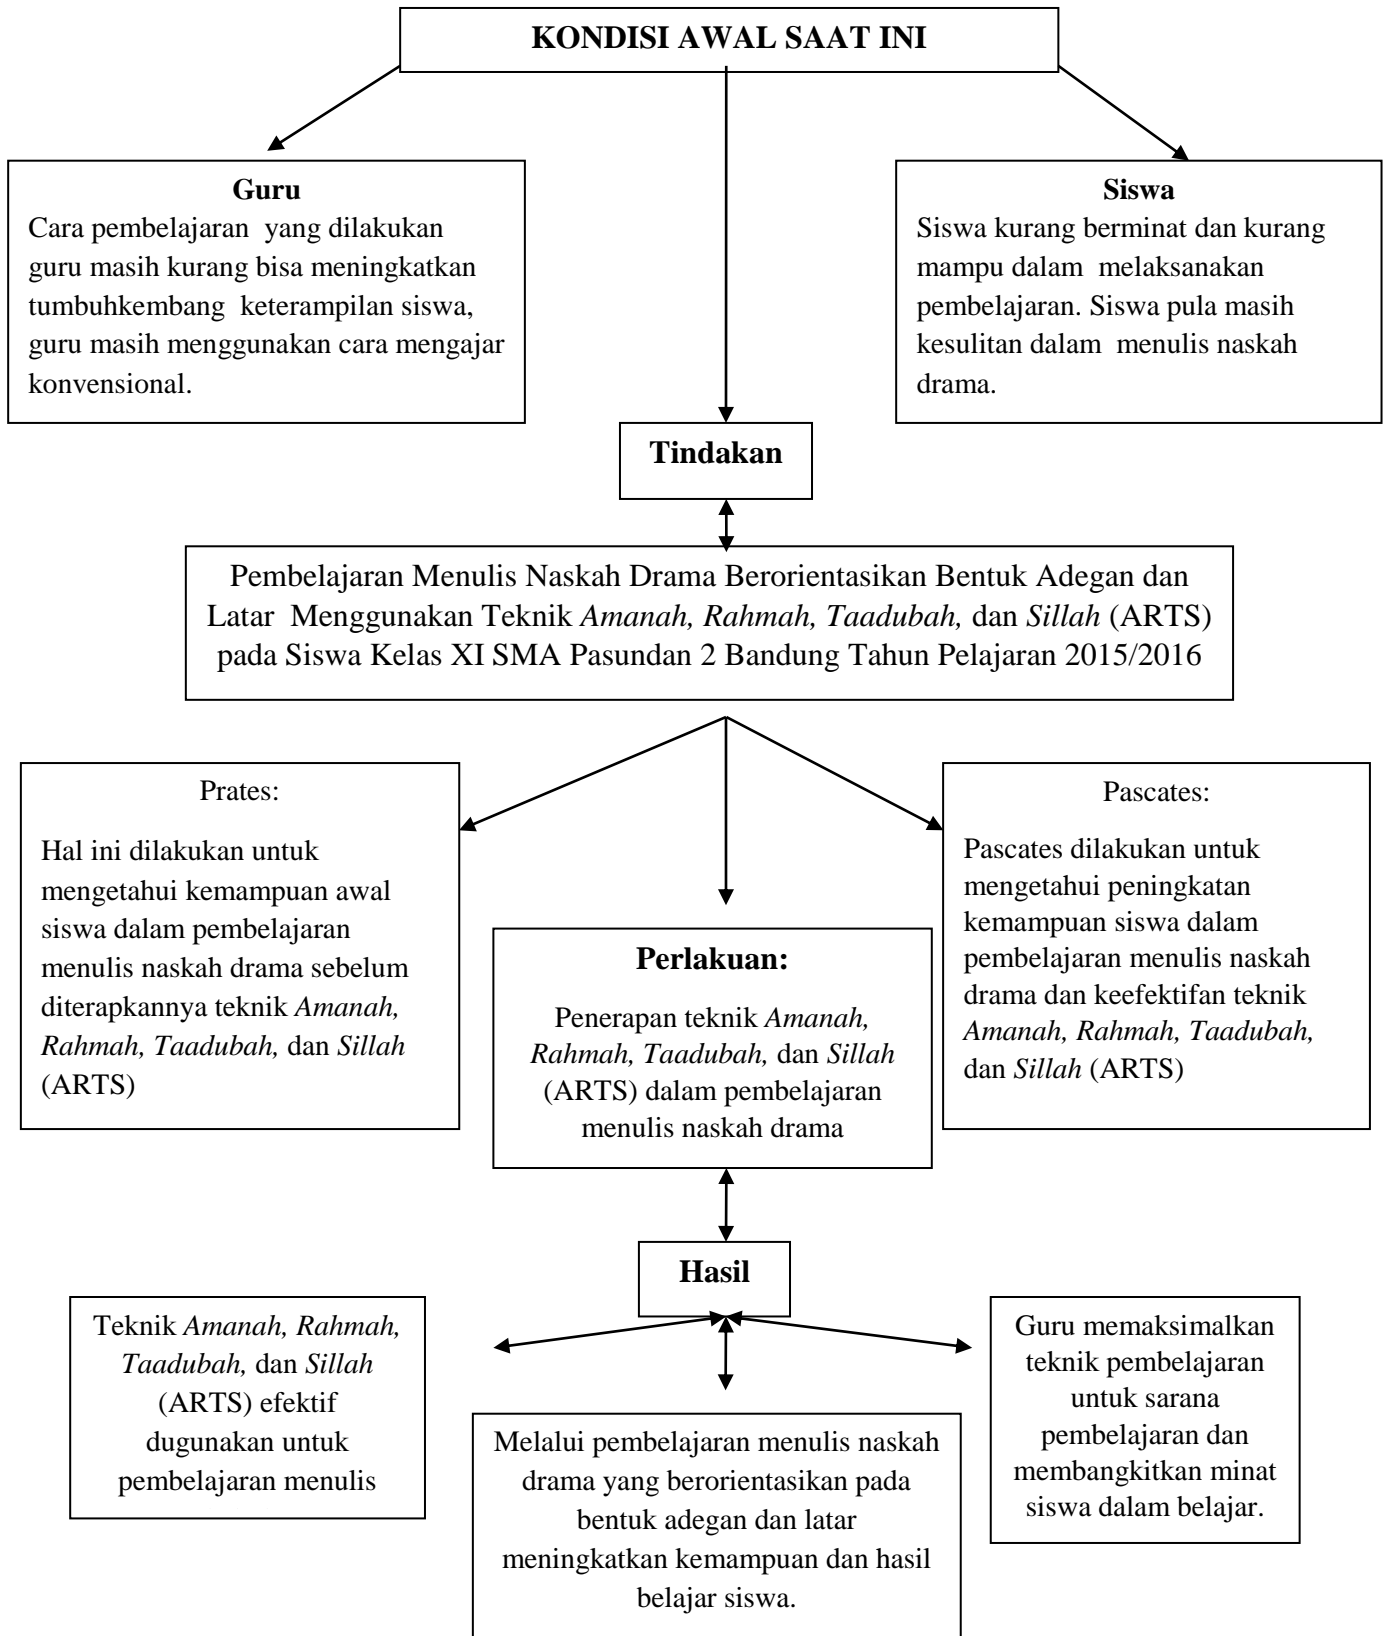 KONDISI AWAL SAAT INI
Guru
Cara pembelajaran yang dilakukan
guru masih kurang bisa meningkatkan
tumbuhkembang keterampilan siswa,
guru masih menggunakan cara mengajar
konvensional.
Siswa
Siswa kurang berminat dan kurang
mampu dalam melaksanakan
pembelajaran. Siswa pula masih
kesulitan dalam menulis naskah
drama.
Tindakan
Pembelajaran Menulis Naskah Drama Berorientasikan Bentuk Adegan dan
Latar Menggunakan Teknik Amanah, Rahmah, Taadubah, dan Sillah (ARTS)
pada Siswa Kelas XI SMA Pasundan 2 Bandung Tahun Pelajaran 2015/2016
Prates:
Hal ini dilakukan untuk
mengetahui kemampuan awal
siswa dalam pembelajaran
menulis naskah drama sebelum
diterapkannya teknik Amanah,
Rahmah, Taadubah, dan Sillah
(ARTS)
Perlakuan:
Penerapan teknik Amanah,
Rahmah, Taadubah, dan Sillah
(ARTS) dalam pembelajaran
menulis naskah drama
Pascates:
Pascates dilakukan untuk
mengetahui peningkatan
kemampuan siswa dalam
pembelajaran menulis naskah
drama dan keefektifan teknik
Amanah, Rahmah, Taadubah,
dan Sillah (ARTS)
Hasil
Teknik Amanah, Rahmah,
Taadubah, dan Sillah
(ARTS) efektif
dugunakan untuk
pembelajaran menulis
Melalui pembelajaran menulis naskah
drama yang berorientasikan pada
bentuk adegan dan latar
meningkatkan kemampuan dan hasil
belajar siswa.
Guru memaksimalkan
teknik pembelajaran
untuk sarana
pembelajaran dan
membangkitkan minat
siswa dalam belajar.